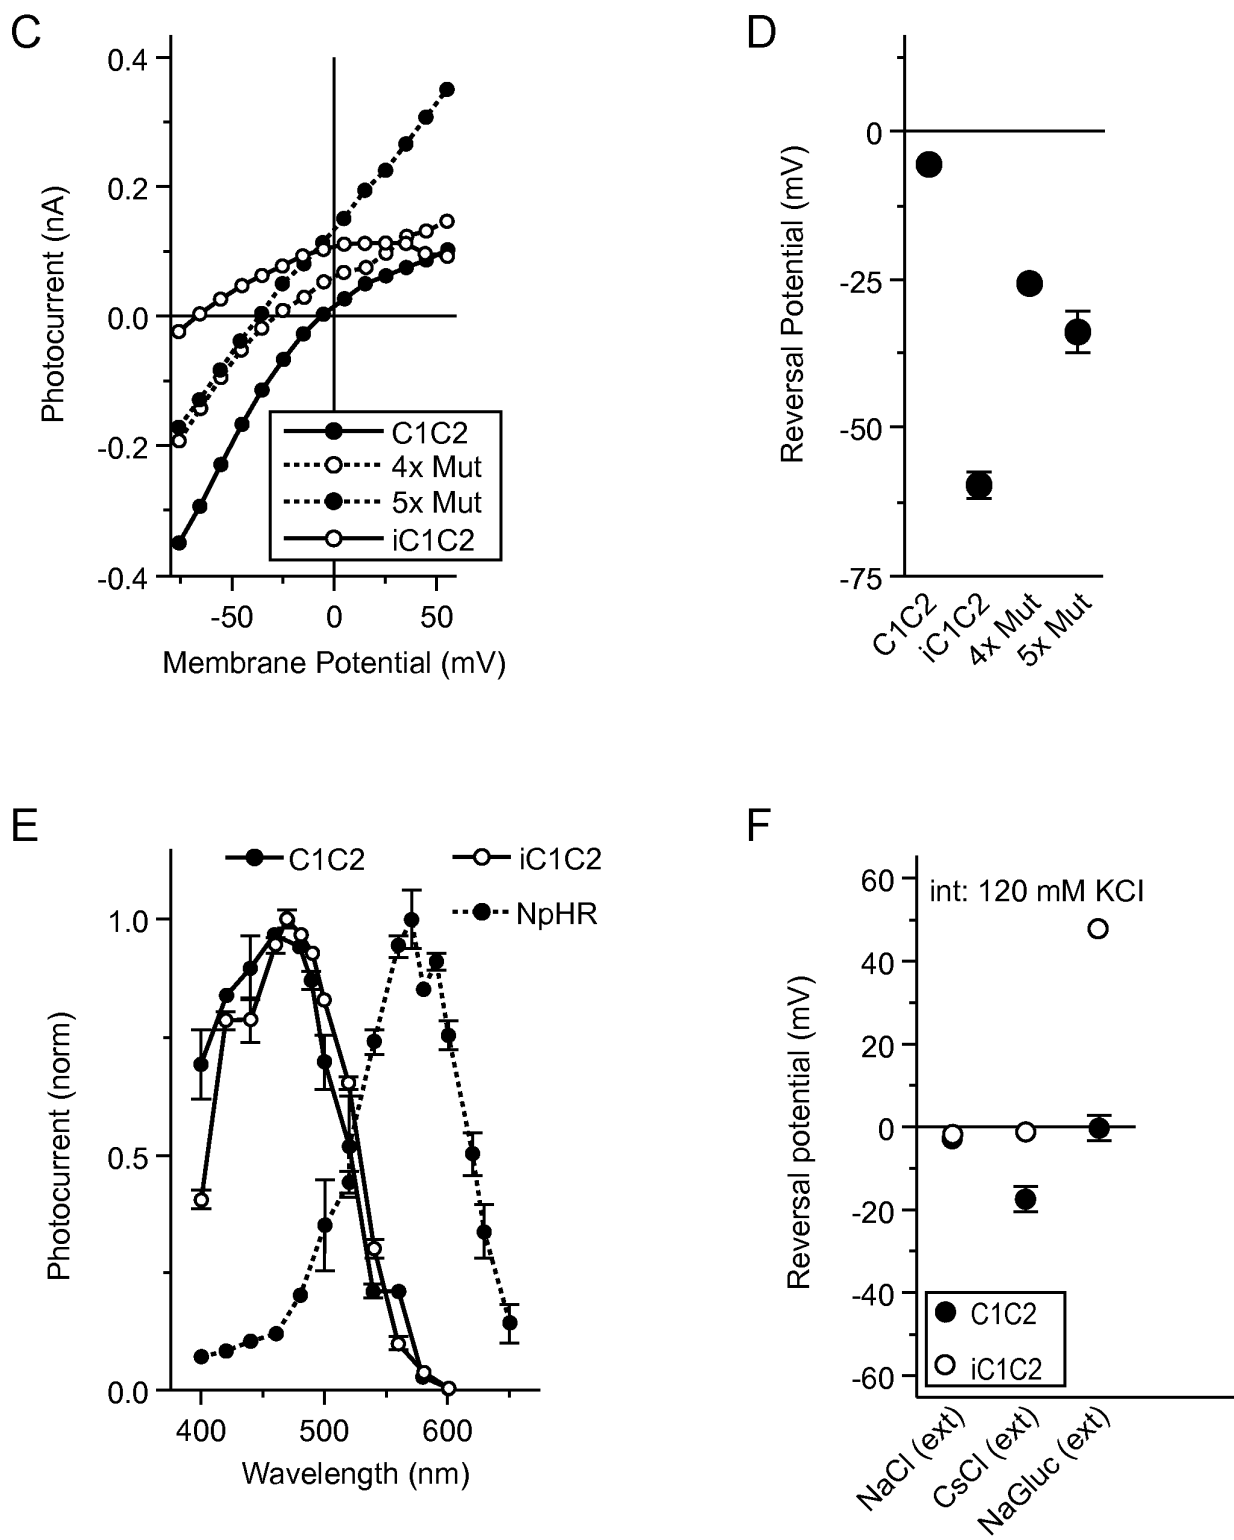 C
0.4
0.2
0.0
-0.2
-0.4
Photocurrent (nA)
-50
0
50
Membrane Potential (mV)
C1C2
4x Mut
5x Mut
iC1C2
D
0
-25
-50
-75
Reversal Potential (mV)
C1C2
iC1C2
4x Mut
5x Mut
E
C1C2
iC1C2
NpHR
1.0
0.5
0.0
Photocurrent (norm)
400
500
600
Wavelength (nm)
F
60
40
20
0
-20
-40
-60
int: 120 mM KCl
Reversal potential (mV)
C1C2
iC1C2
NaCl (ext)
CsCl (ext)
NaGluc (ext)